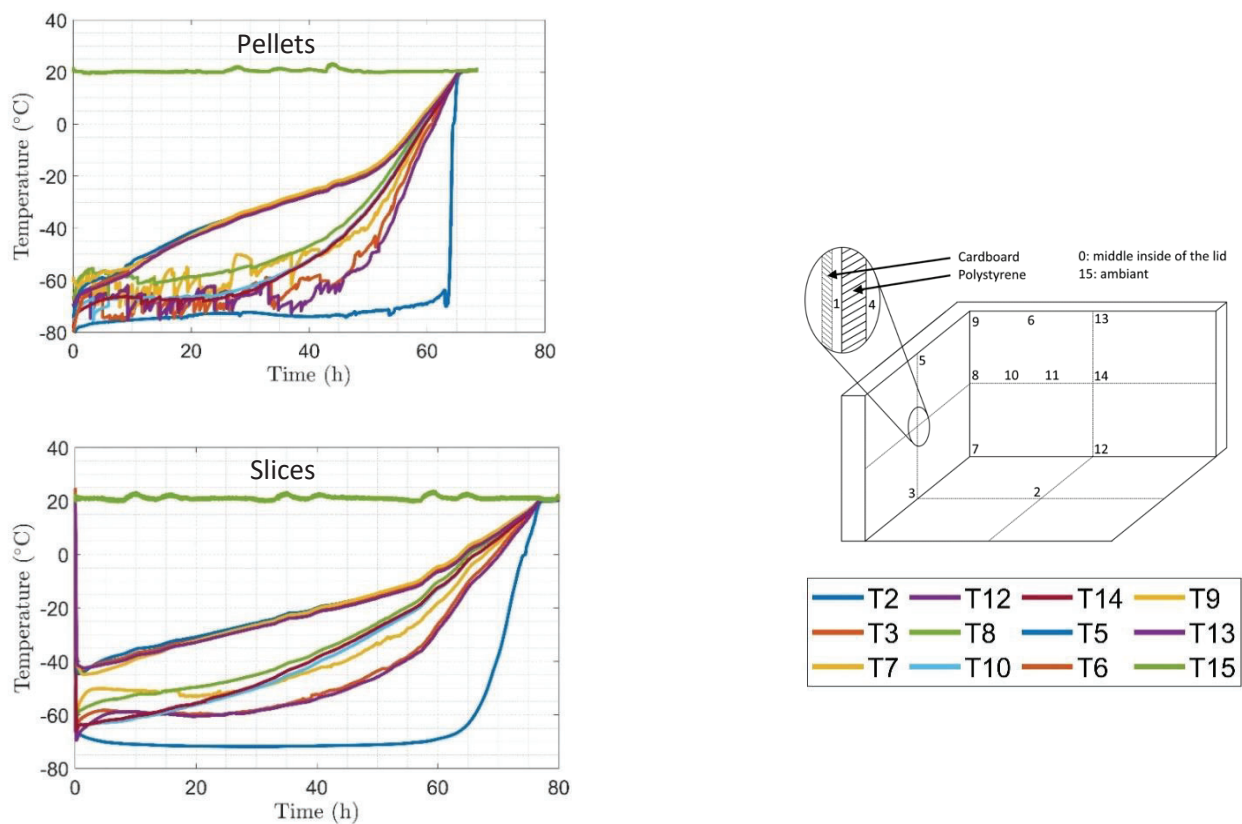 Pellets
40
20
0
-20
-40
-60
-80
Temperature (°C)
0
20
40
60
80
Time (h)
Slices
40
20
0
-20
-40
-60
-80
Temperature (°C)
0
20
40
60
80
Time (h)
Cardboard
Polystyrene
0: middle inside of the lid
15: ambiant
1
4
9
6
13
5
8
10
11
14
7
12
3
2
T2 T12 T14 T9
T3 T8 T5 T13
T7 T10 T6 T15